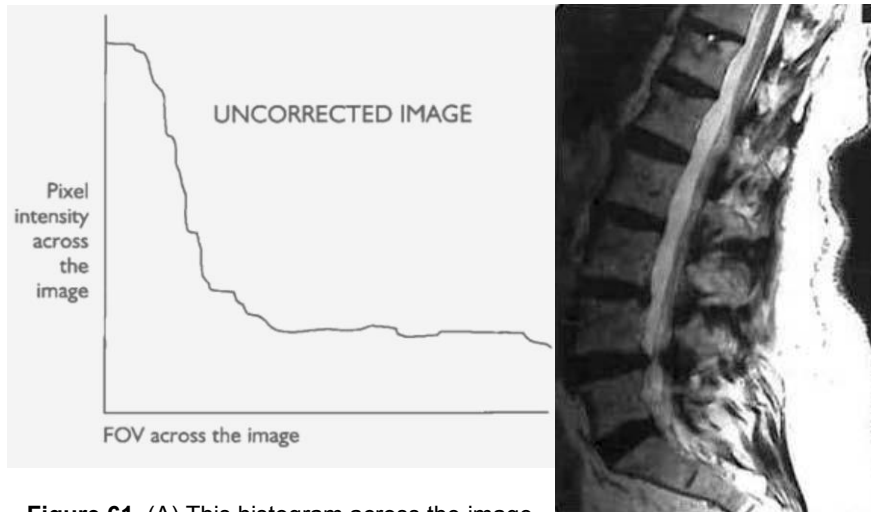 UNCORRECTED IMAGE
Pixel
intensity
across
the
image
FOV across the image
Figure 61. (A) This histogram across the image